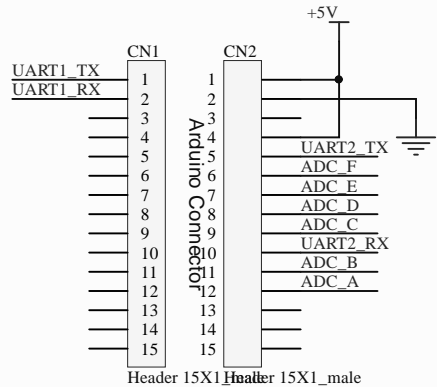 +5V
CN1
CN2
UART1_TX
UART1_RX
1
2
3
4
5
6
7
8
9
10
11
12
13
14
15
Arduino Connector
1
2
3
4
5
6
7
8
9
10
11
12
13
14
15
UART2_TX
ADC_F
ADC_E
ADC_D
ADC_C
UART2_RX
ADC_B
ADC_A
Header 15X1_male
Header 15X1_male